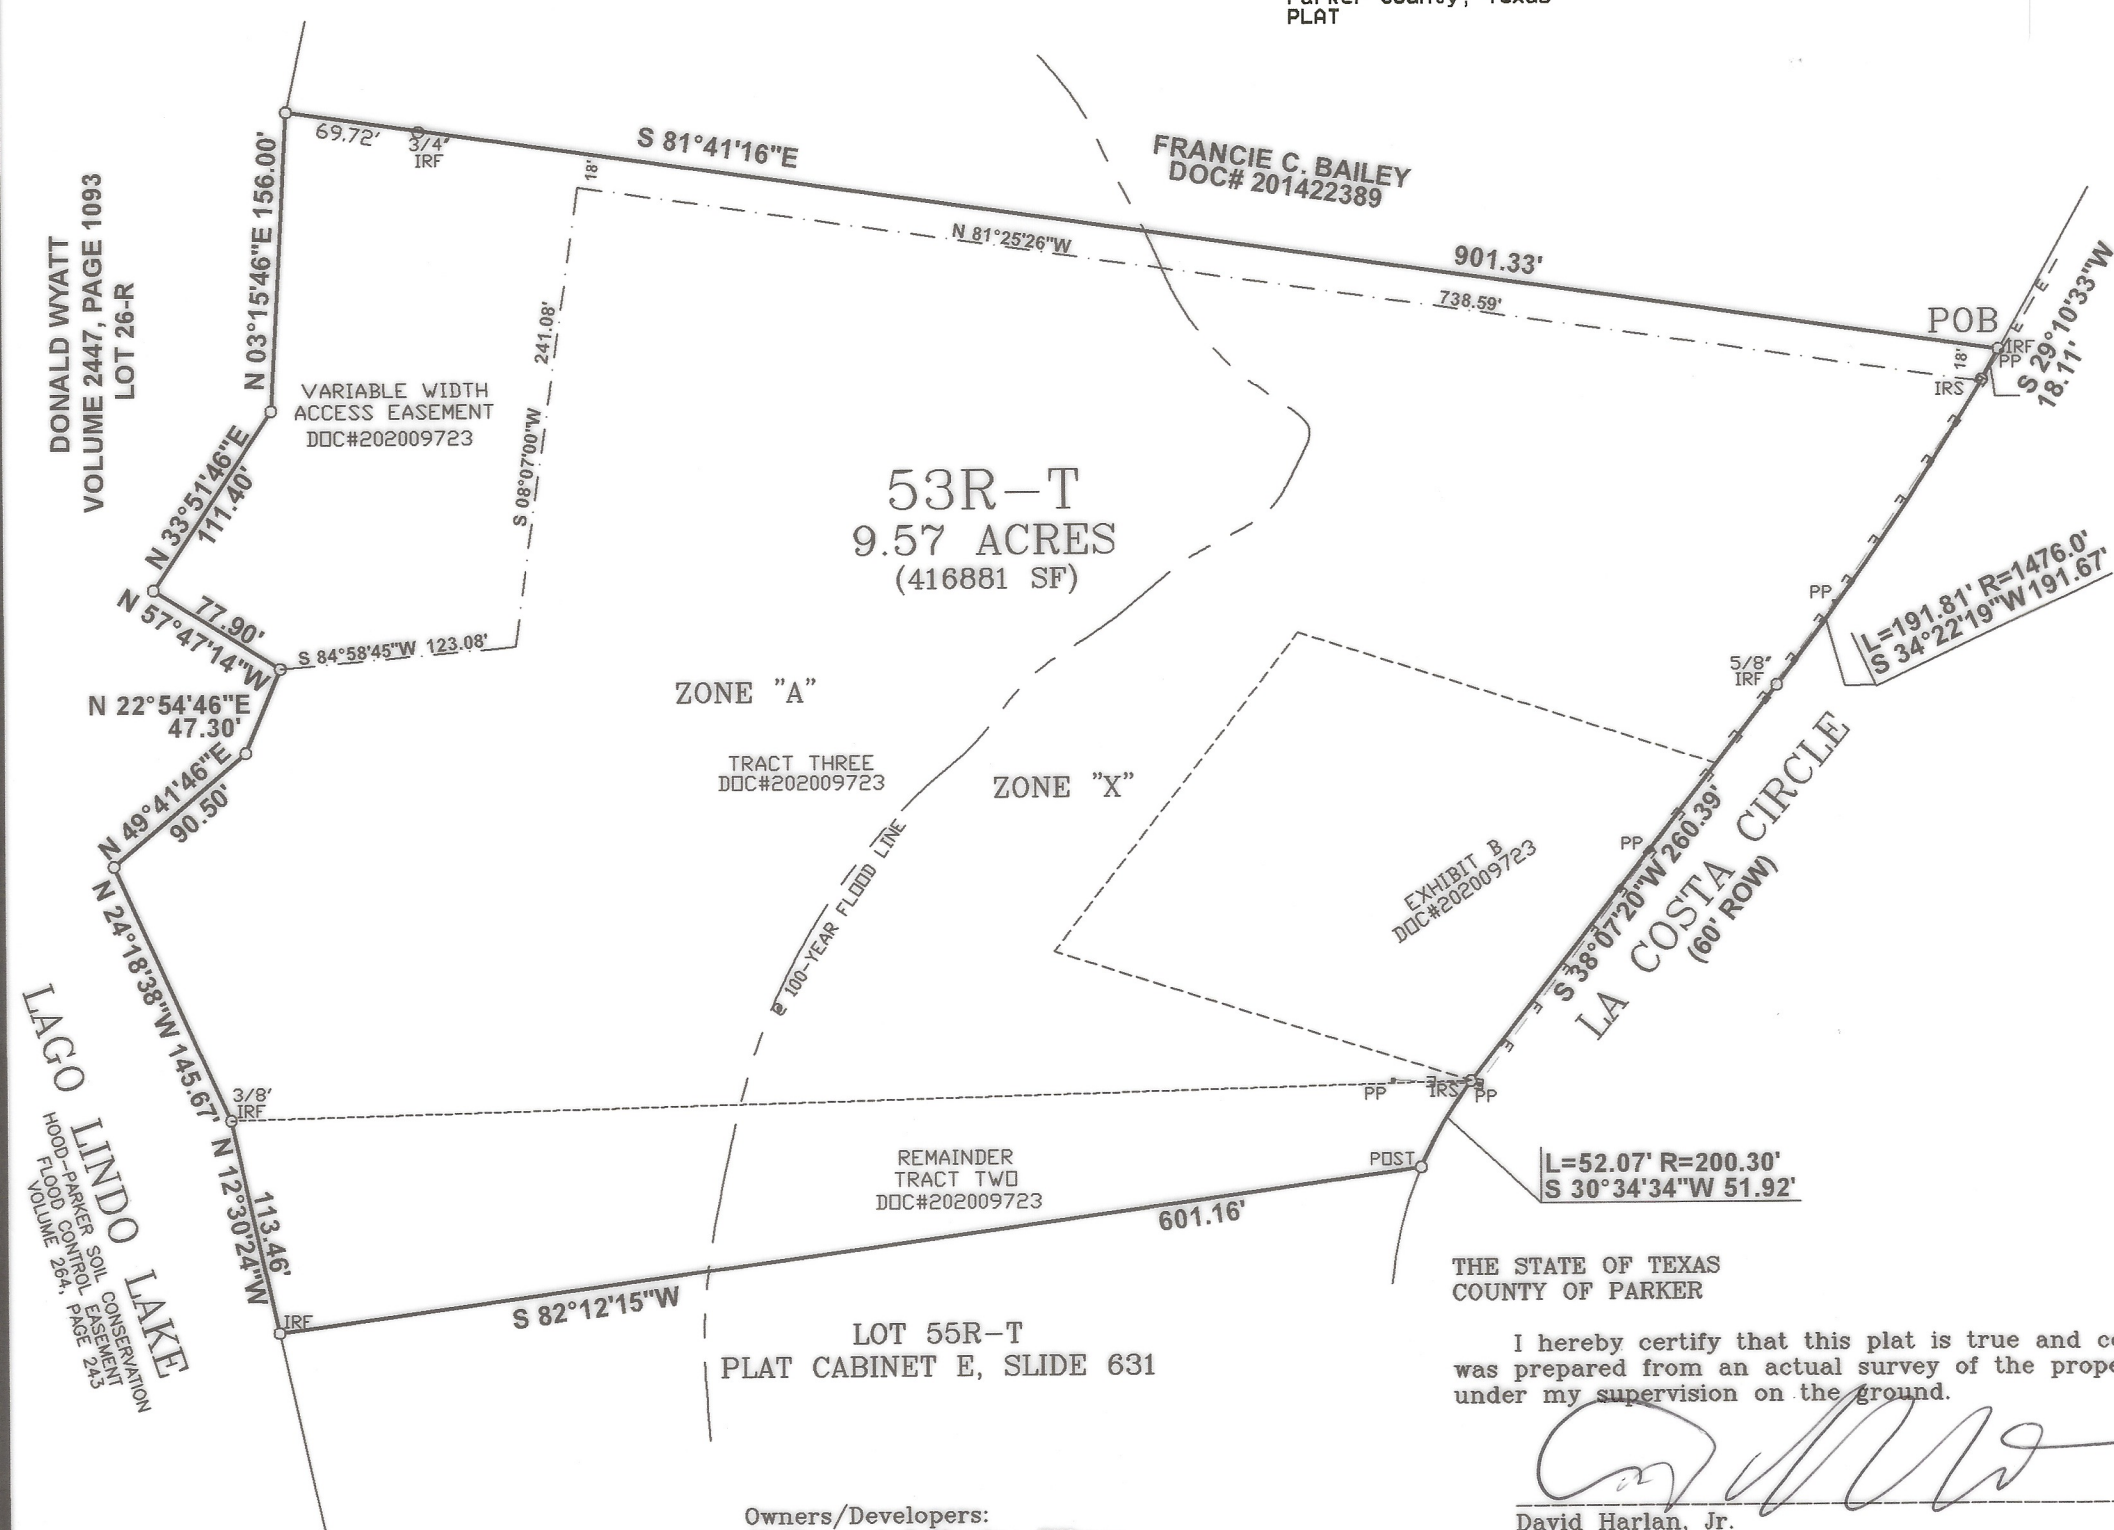 Parker County, Texas
PLAT
69.72'
3/4"
IRF
S 81°41'16"E
18'
FRANCIE C. BAILEY
DOC# 201422389
N 81°25'26"W
901.33'
738.59'
POB
IRF
PP
18'
IRS
S 29°10'33"W
18.11'
E
E
DONALD WYATT
VOLUME 2447, PAGE 1093
LOT 26-R
N 03°15'46"E 156.00'
VARIABLE WIDTH
ACCESS EASEMENT
DOC#202009723
241.08'
S 08°07'00"W
N 33°51'46"E
111.40'
53R-T
9.57 ACRES
(416881 SF)
77.90'
N 57°47'14"W
S 84°58'45"W 123.08'
PP
L=191.81' R=1476.0'
S 34°22'19"W 191.67'
5/8"
IRF
N 22°54'46"E
47.30'
ZONE "A"
TRACT THREE
DOC#202009723
ZONE "X"
N 49°41'46"E
90.50'
@ 100-YEAR FLOOD LINE
EXHIBIT B
DOC#202009723
PP
S 38°07'20"W 260.39'
LA COSTA CIRCLE
(60' ROW)
N 24°18'38"W 145.67'
LAGO LINDO LAKE
HOOD-PARKER SOIL CONSERVATION
FLOOD CONTROL EASEMENT
VOLUME 264, PAGE 243
3/8'
IRF
PP
IRS
PP
N 12°30'24"W
113.46'
REMAINDER
TRACT TWO
DOC#202009723
POST
L=52.07' R=200.30'
S 30°34'34"W 51.92'
601.16'
IRF
S 82°12'15"W
LOT 55R-T
PLAT CABINET E, SLIDE 631
THE STATE OF TEXAS
COUNTY OF PARKER
I hereby certify that this plat is true and
was prepared from an actual survey of the
under my supervision on the ground.
David Harlan, Jr.
Owners/Developers: